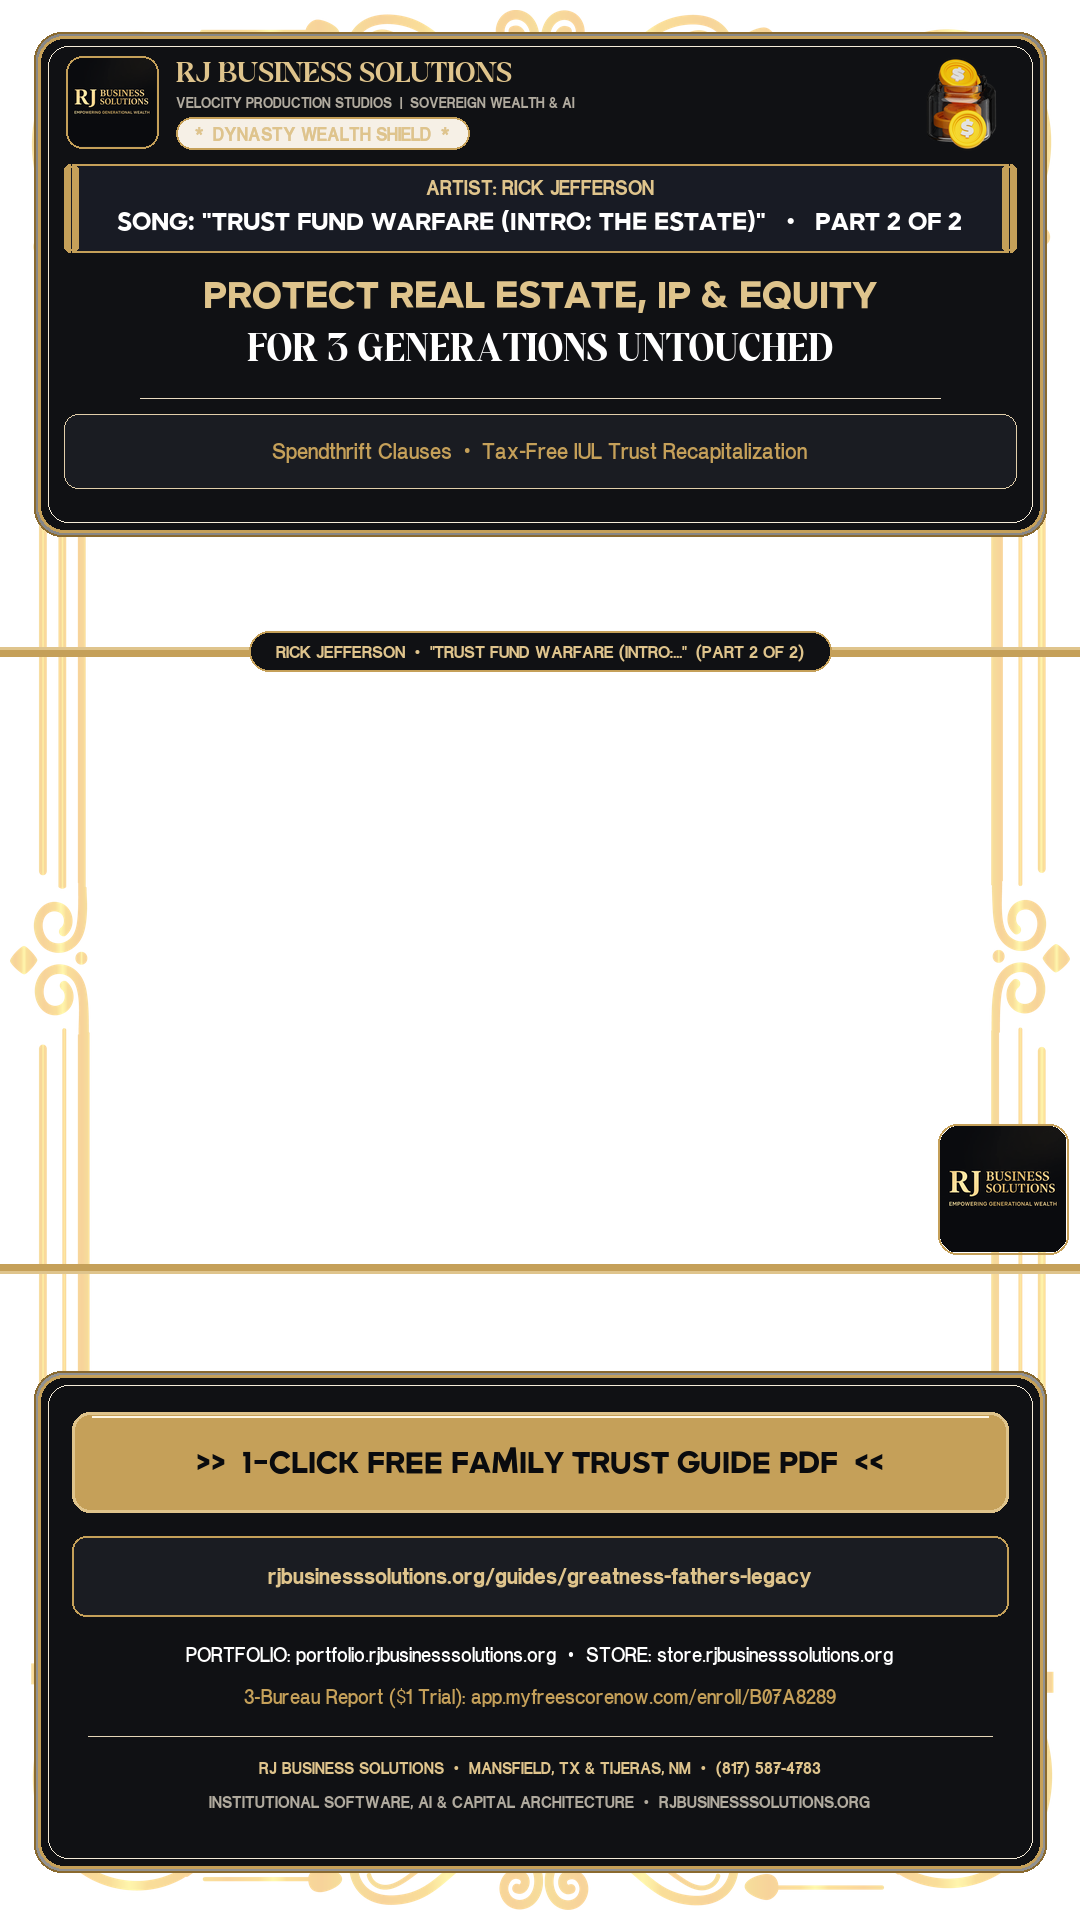 RJ BUSINESS SOLUTIONS
EMPOWERING GENERATIONAL WEALTH
RJ BUSINESS SOLUTIONS
VELOCITY PRODUCTION STUDIOS | SOVEREIGN WEALTH & AI
* DYNASTY WEALTH SHIELD *
ARTIST: RICK JEFFERSON
SONG: "TRUST FUND WARFARE (INTRO: THE ESTATE)" • PART 2 OF 2
PROTECT REAL ESTATE, IP & EQUITY
FOR 3 GENERATIONS UNTOUCHED
Spendthrift Clauses • Tax-Free IUL Trust Recapitalization
RICK JEFFERSON • "TRUST FUND WARFARE (INTRO:..." (PART 2 OF 2)
RJ BUSINESS SOLUTIONS
EMPOWERING GENERATIONAL WEALTH
>> 1-CLICK FREE FAMILY TRUST GUIDE PDF <<
rjbusinesssolutions.org/guides/greatness-fathers-legacy
PORTFOLIO: portfolio.rjbusinesssolutions.org • STORE: store.rjbusinesssolutions.org
3-Bureau Report ($1 Trial): app.myfreescorenow.com/enroll/B07A8289
RJ BUSINESS SOLUTIONS • MANSFIELD, TX & TIJERAS, NM • (817) 587-4783
INSTITUTIONAL SOFTWARE, AI & CAPITAL ARCHITECTURE • RJBUSINESSSOLUTIONS.ORG